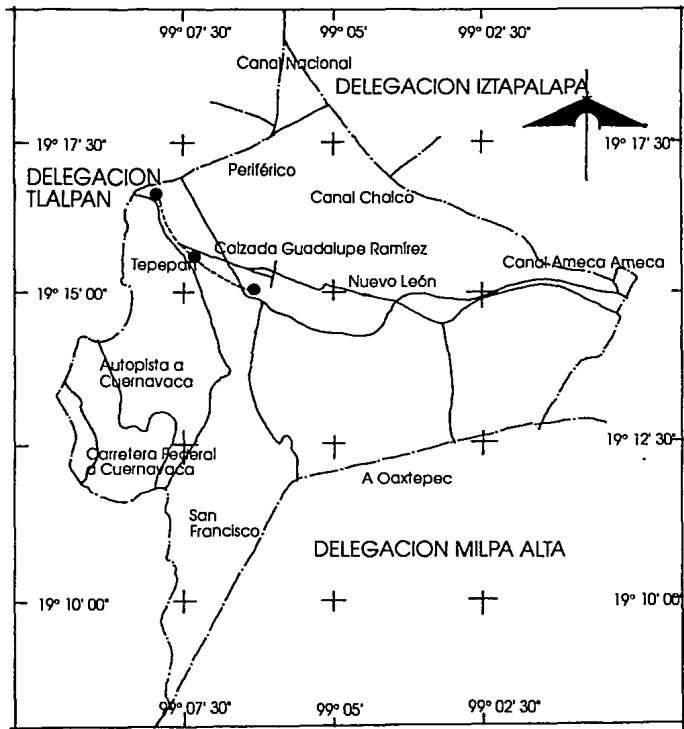 99° 07' 30"
99° 05'
99° 02' 30"
Canal Nacional
DELEGACION IZTAPALAPA
19° 17' 30"
19° 17' 30"
DELEGACION
TLALPAN
Periférico
Canal Chalco
Calzada Guadalupe Ramírez
Tepepan
Canal Ameca Ameca
Nuevo León
19° 15' 00"
Autopista a
Cuernavaca
19° 12' 30"
Carretera Federal
a Cuernavaca
A Oaxtepec
San
Francisco
DELEGACION MILPA ALTA
19° 10' 00"
19° 10' 00"
99° 07' 30"
99° 05'
99° 02' 30"